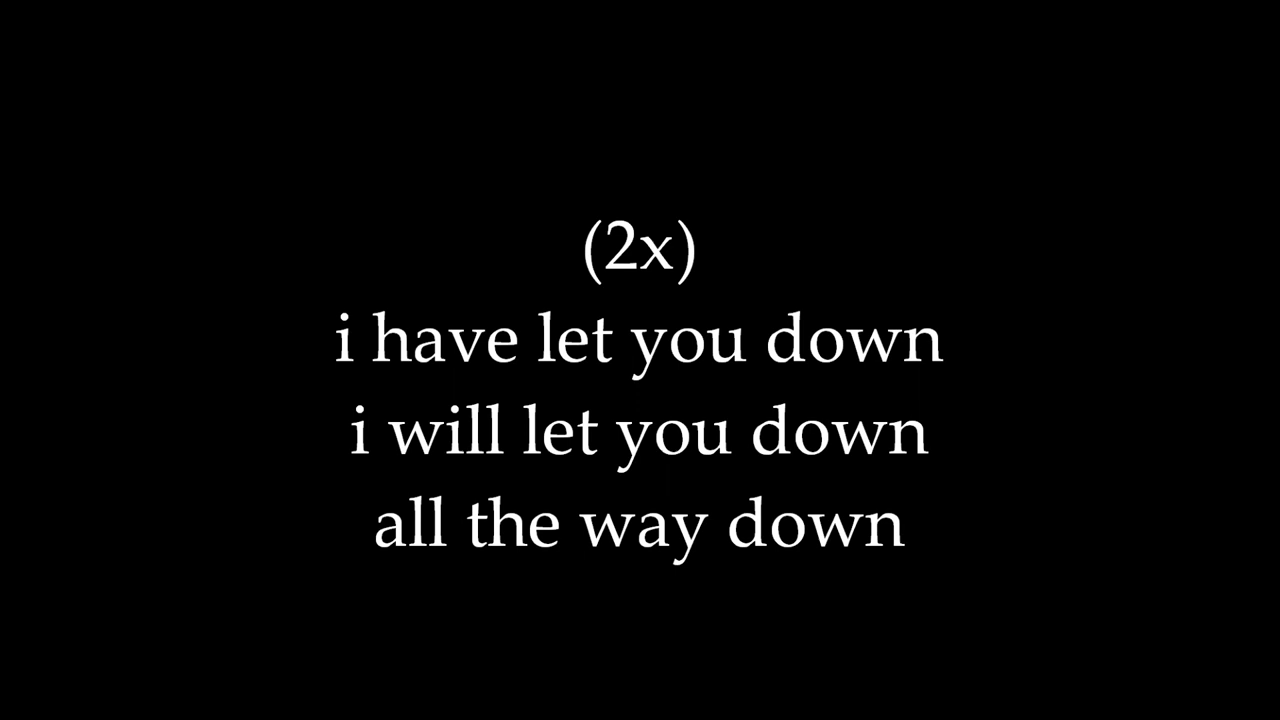 (2x)
i have let you down
i will let you down
all the way down